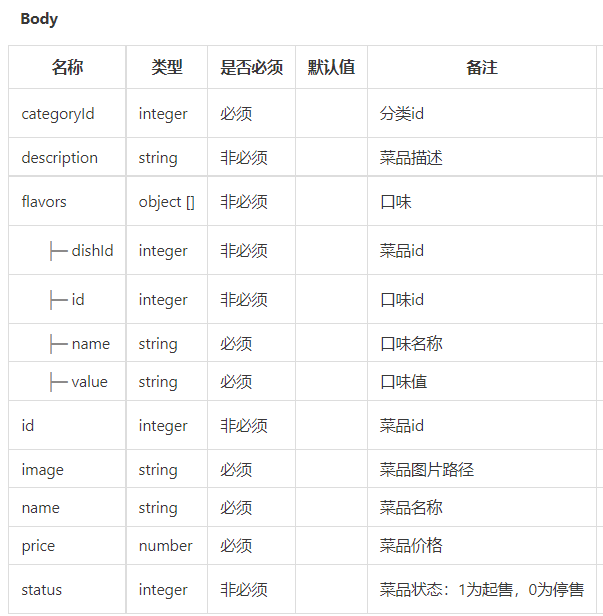 Body
名称 类型 是否必须 默认值 备注
categoryId integer 必须 分类id
description string 非必须 菜品描述
flavors object [] 非必须 口味
├─ dishId integer 非必须 菜品id
├─ id integer 非必须 口味id
├─ name string 必须 口味名称
├─ value string 必须 口味值
id integer 非必须 菜品id
image string 必须 菜品图片路径
name string 必须 菜品名称
price number 必须 菜品价格
status integer 非必须 菜品状态：1为起售，0为停售